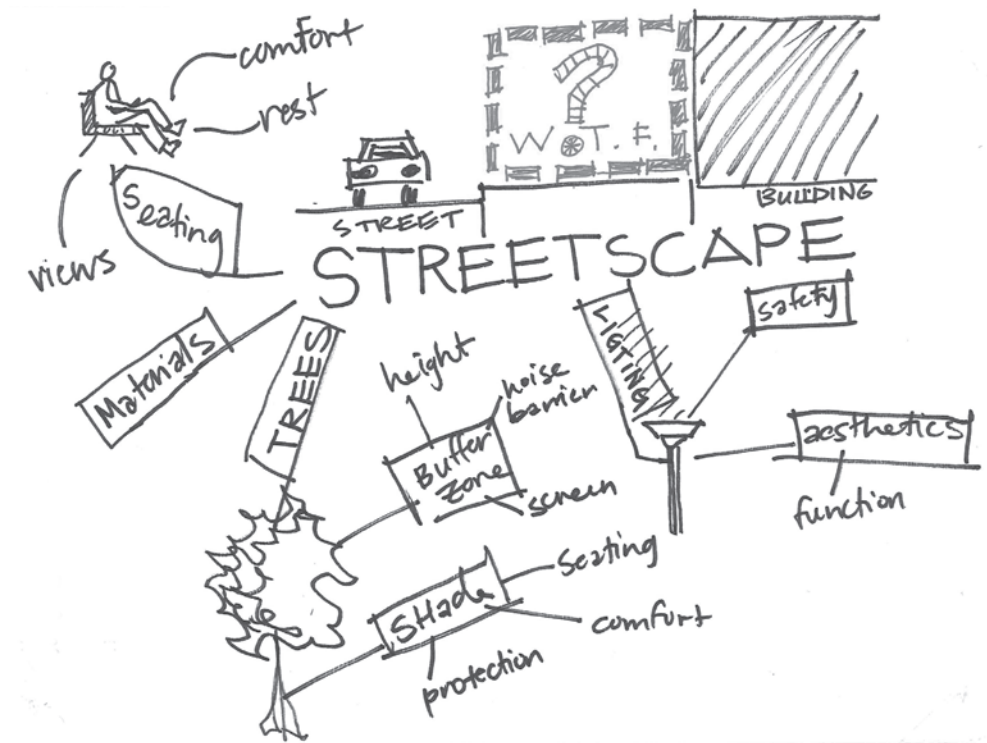 comfort
rest
Seating
views
?
W.T.F.
STREET
BUILDING
STREETSCAPE
Materials
TREES
height
noise
barrier
Buffer
Zone
screen
LIGTING
safety
aesthetics
function
SHade
Seating
comfort
protection